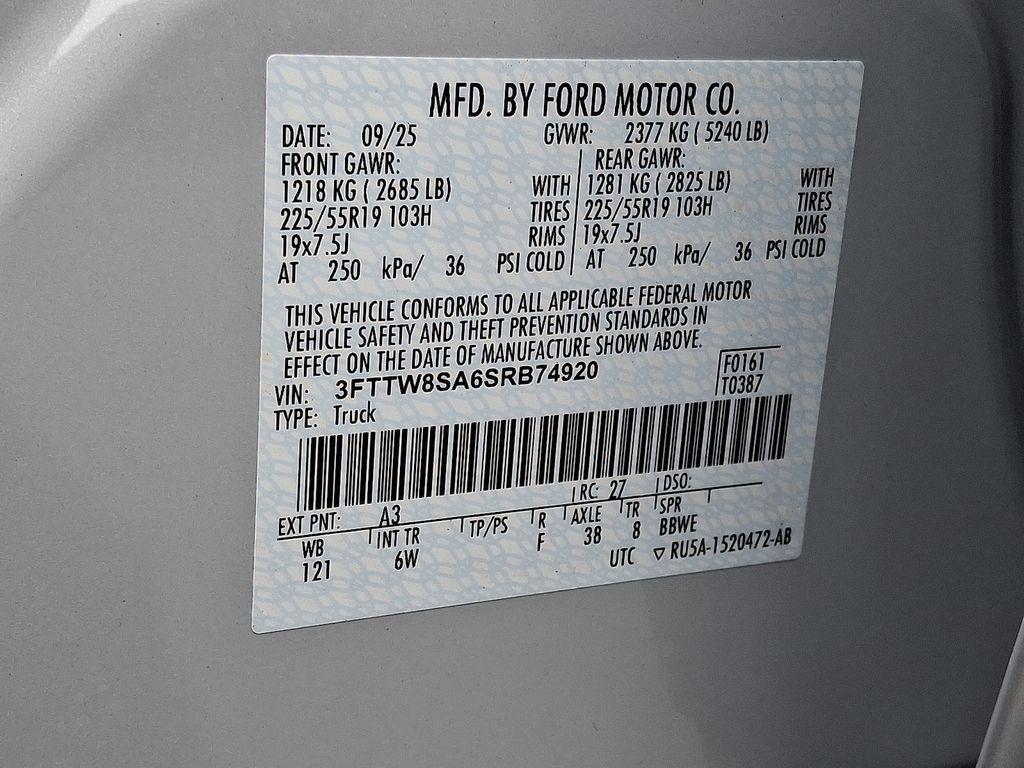 MFD. BY FORD MOTOR CO.
DATE: 09/25 GVWR: 2377 KG ( 5240 LB)
FRONT GAWR: REAR GAWR:
1218 KG ( 2685 LB) WITH 1281 KG ( 2825 LB) WITH
225/55R19 103H TIRES 225/55R19 103H TIRES
19x7.5J RIMS 19x7.5J RIMS
AT 250 kPa/ 36 PSI COLD AT 250 kPa/ 36 PSI COLD
THIS VEHICLE CONFORMS TO ALL APPLICABLE FEDERAL MOTOR
VEHICLE SAFETY AND THEFT PREVENTION STANDARDS IN
EFFECT ON THE DATE OF MANUFACTURE SHOWN ABOVE.
VIN: 3FTTW8SA6SRB74920 F0161
TYPE: Truck T0387
EXT PNT: A3 RC: 27 DSO:
WB INT TR TP/PS R AXLE TR SPR
121 6W F 38 8 BBWE
UTC ▽ RU5A-1520472-AB